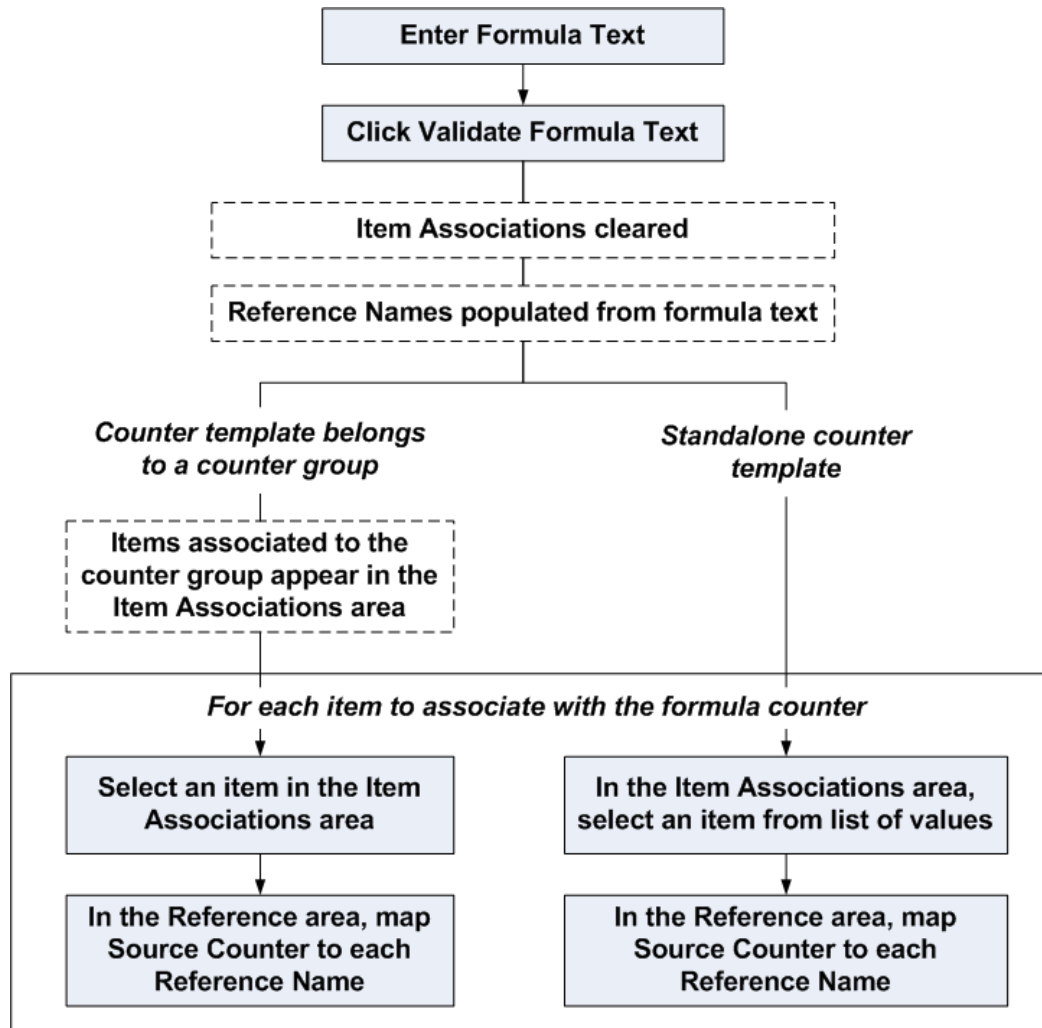 Enter Formula Text
Click Validate Formula Text
Item Associations cleared
Reference Names populated from formula text
Counter template belongs
to a counter group
Standalone counter
template
Items associated to the
counter group appear in the
Item Associations area
For each item to associate with the formula counter
Select an item in the Item
Associations area
In the Item Associations area,
select an item from list of values
In the Reference area, map
Source Counter to each
Reference Name
In the Reference area, map
Source Counter to each
Reference Name